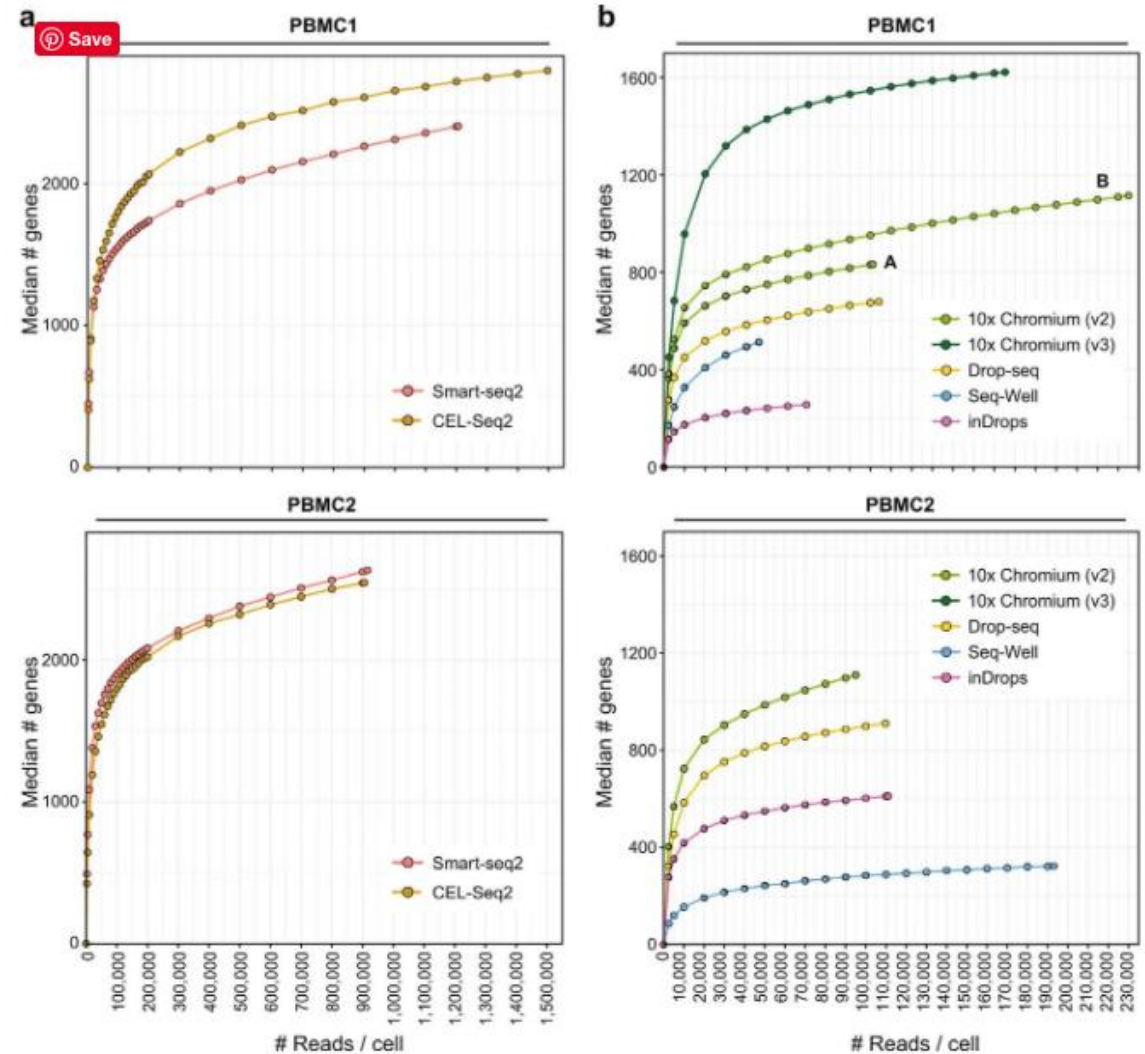 a
Save
PBMC1
Median # genes
2000
1000
0
Smart-seq2
CEL-Seq2
b
PBMC1
Median # genes
1600
1200
800
400
0
B
A
10x Chromium (v2)
10x Chromium (v3)
Drop-seq
Seq-Well
inDrops
PBMC2
Median # genes
2000
1000
0
Smart-seq2
CEL-Seq2
0
100,000
200,000
300,000
400,000
500,000
600,000
700,000
800,000
900,000
1,000,000
1,100,000
1,200,000
1,300,000
1,400,000
1,500,000
# Reads / cell
PBMC2
Median # genes
1600
1200
800
400
0
10x Chromium (v2)
10x Chromium (v3)
Drop-seq
Seq-Well
inDrops
0
10,000
20,000
30,000
40,000
50,000
60,000
70,000
80,000
90,000
100,000
110,000
120,000
130,000
140,000
150,000
160,000
170,000
180,000
190,000
200,000
210,000
220,000
230,000
# Reads / cell